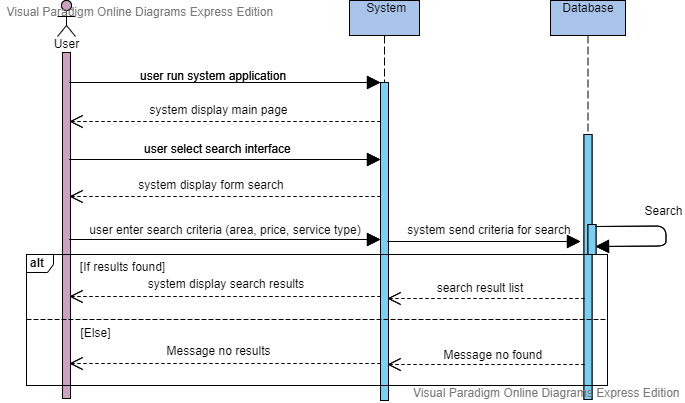 Visual Paradigm Online Diagrams Express Edition
User
System
Database
user run system application
system display main page
user select search interface
system display form search
user enter search criteria (area, price, service type)
system send criteria for search
Search
alt
[If results found]
system display search results
search result list
[Else]
Message no results
Message no found
Visual Paradigm Online Diagrams Express Edition